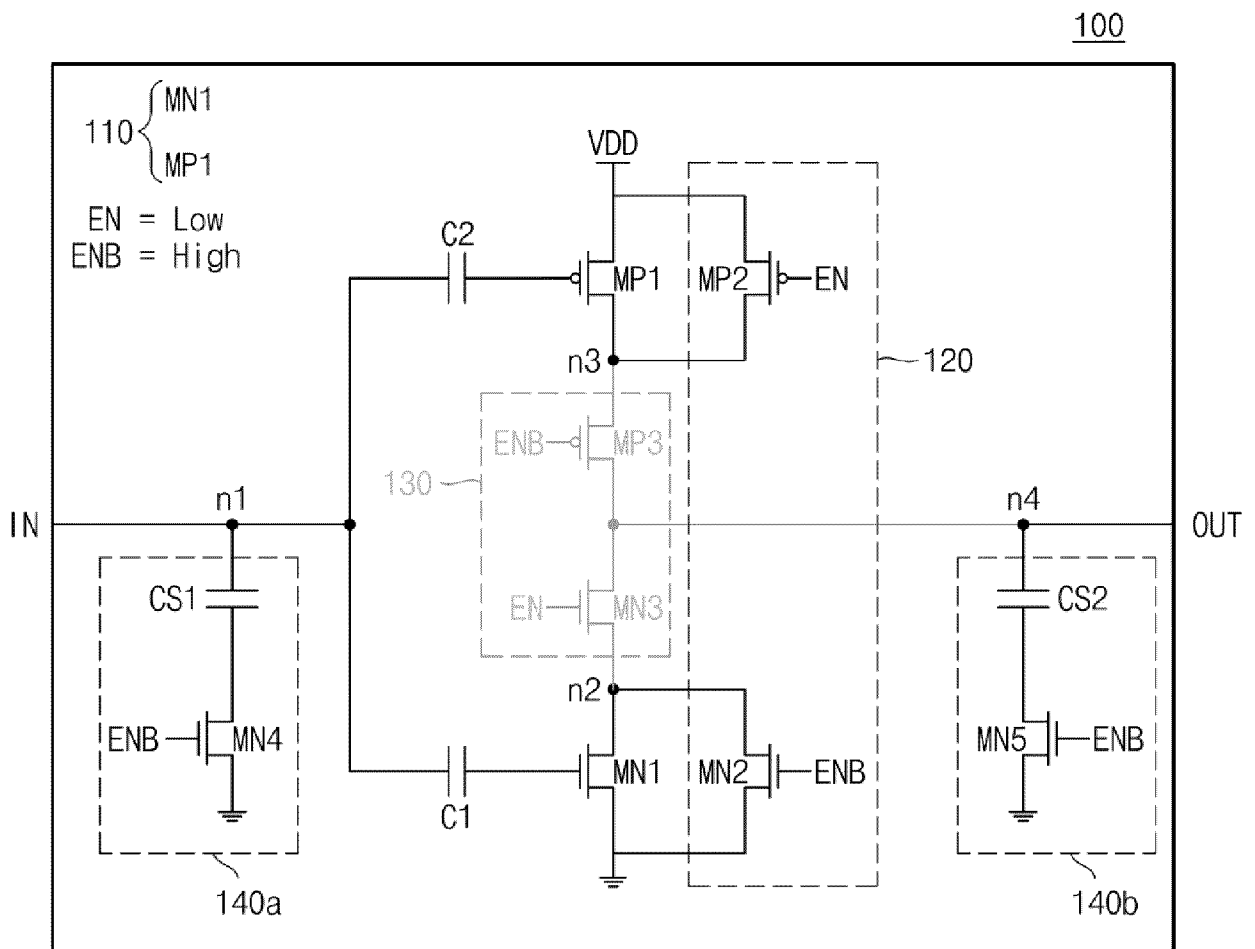 100
110
MN1
MP1
EN = Low
ENB = High
VDD
C2
MP1
MP2
EN
n3
120
ENB
MP3
130
n1
n4
IN
OUT
CS1
EN
MN3
CS2
n2
ENB
MN4
MN1
MN2
ENB
MN5
ENB
C1
140a
140b